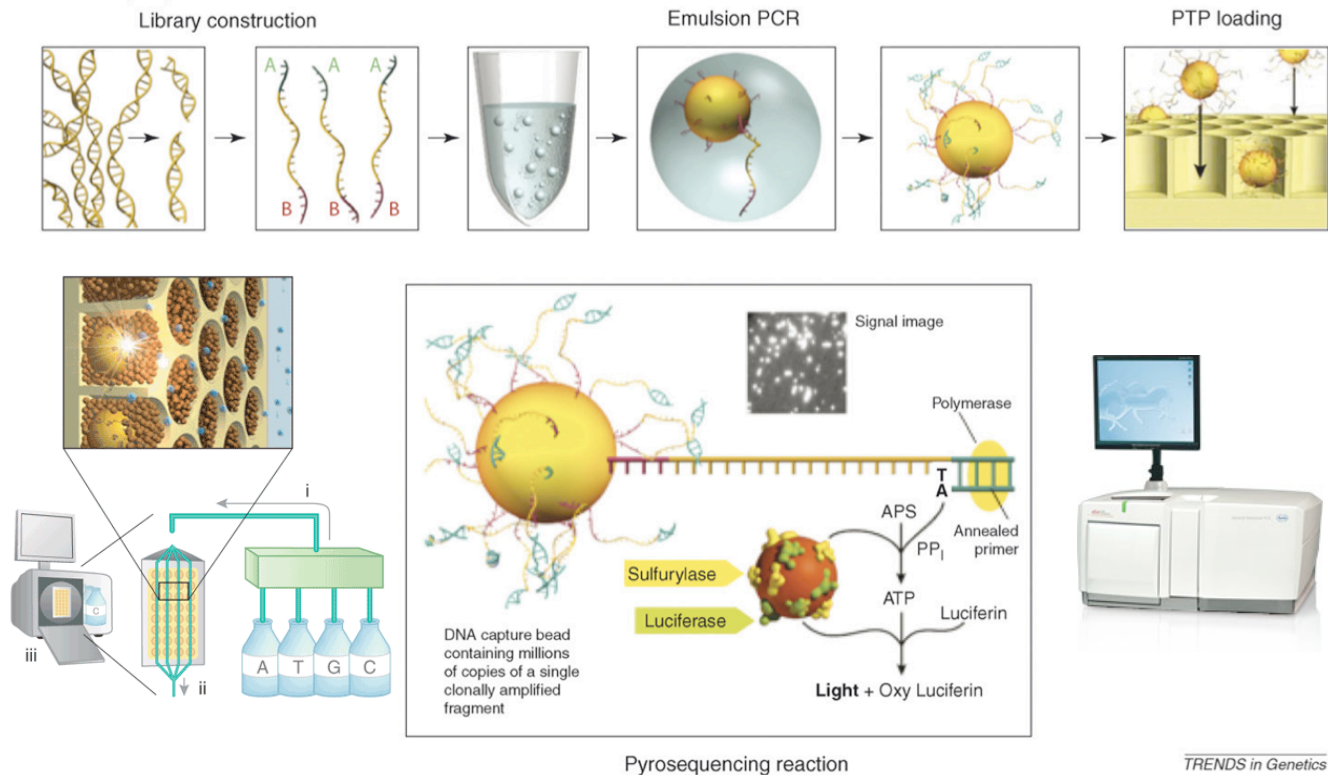 Library construction
Emulsion PCR
PTP loading
A A A
B B B
Signal image
Polymerase
T
A
Annealed
primer
APS
PPI
Sulfurylase
Luciferase
ATP
Luciferin
Light + Oxy Luciferin
DNA capture bead
containing millions
of copies of a single
clonally amplified
fragment
i
C
iii
ii
A T G C
Pyrosequencing reaction
TRENDS in Genetics